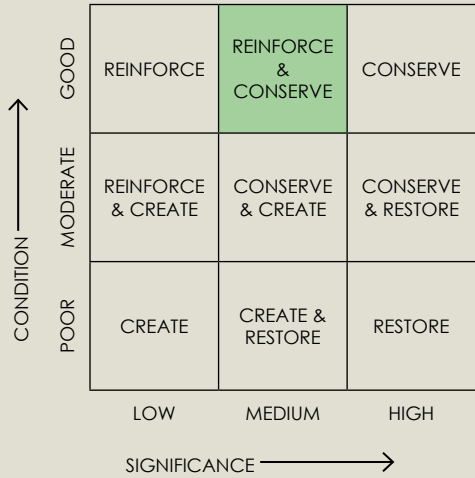 GOOD
REINFORCE
REINFORCE
&
CONSERVE
CONSERVE
MODERATE
REINFORCE
& CREATE
CONSERVE
& CREATE
CONSERVE
& RESTORE
CONDITION
POOR
CREATE
CREATE &
RESTORE
RESTORE
LOW
MEDIUM
HIGH
SIGNIFICANCE